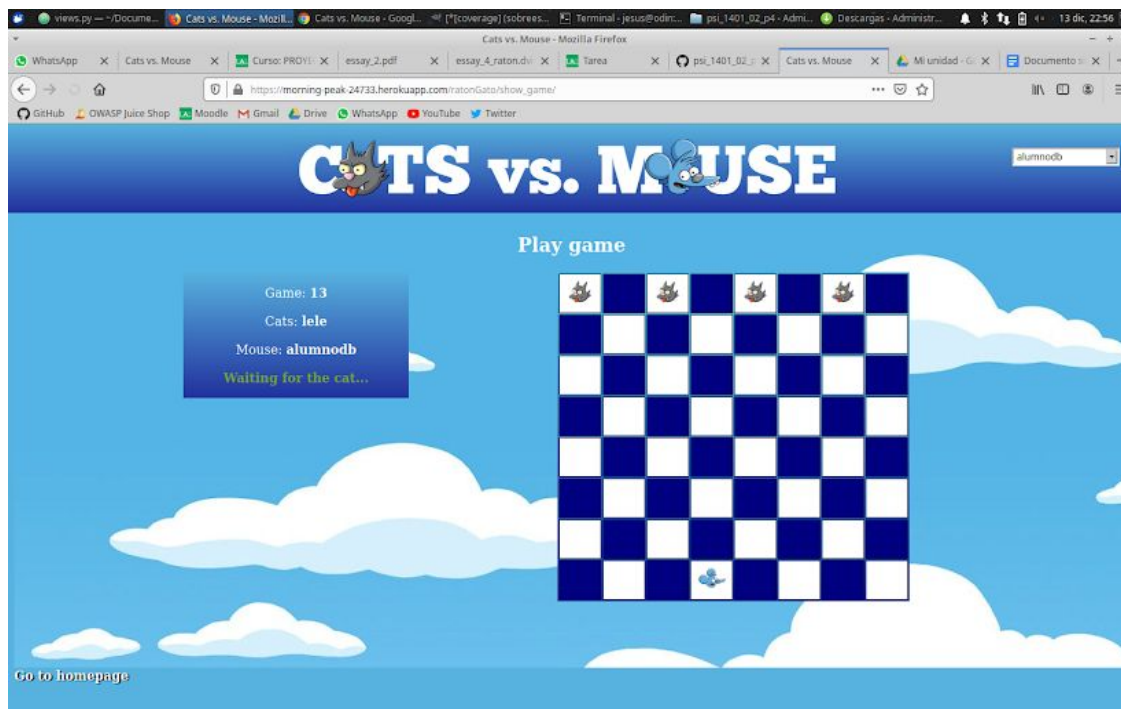 views.py — ~/Docume...
Cats vs. Mouse - Mozill...
Cats vs. Mouse - Googl...
[*[coverage] (sobrees...
Terminal - jesus@odin:...
psi_1401_02_p4 - Admi...
Descargas - Administr...
13 dic, 22:56
Cats vs. Mouse - Mozilla Firefox
WhatsApp
Cats vs. Mouse
Curso: PROYE
essay_2.pdf
essay_4_raton.dvi
Tarea
psi_1401_02_p
Cats vs. Mouse
Mi unidad - G
Documento s
https://morning-peak-24733.herokuapp.com/ratonGato/show_game/
GitHub
OWASP Juice Shop
Moodle
Gmail
Drive
WhatsApp
YouTube
Twitter
CATS vs. MOUSE
alumnodb
Play game
Game: 13
Cats: lele
Mouse: alumnodb
Waiting for the cat...
Go to homepage